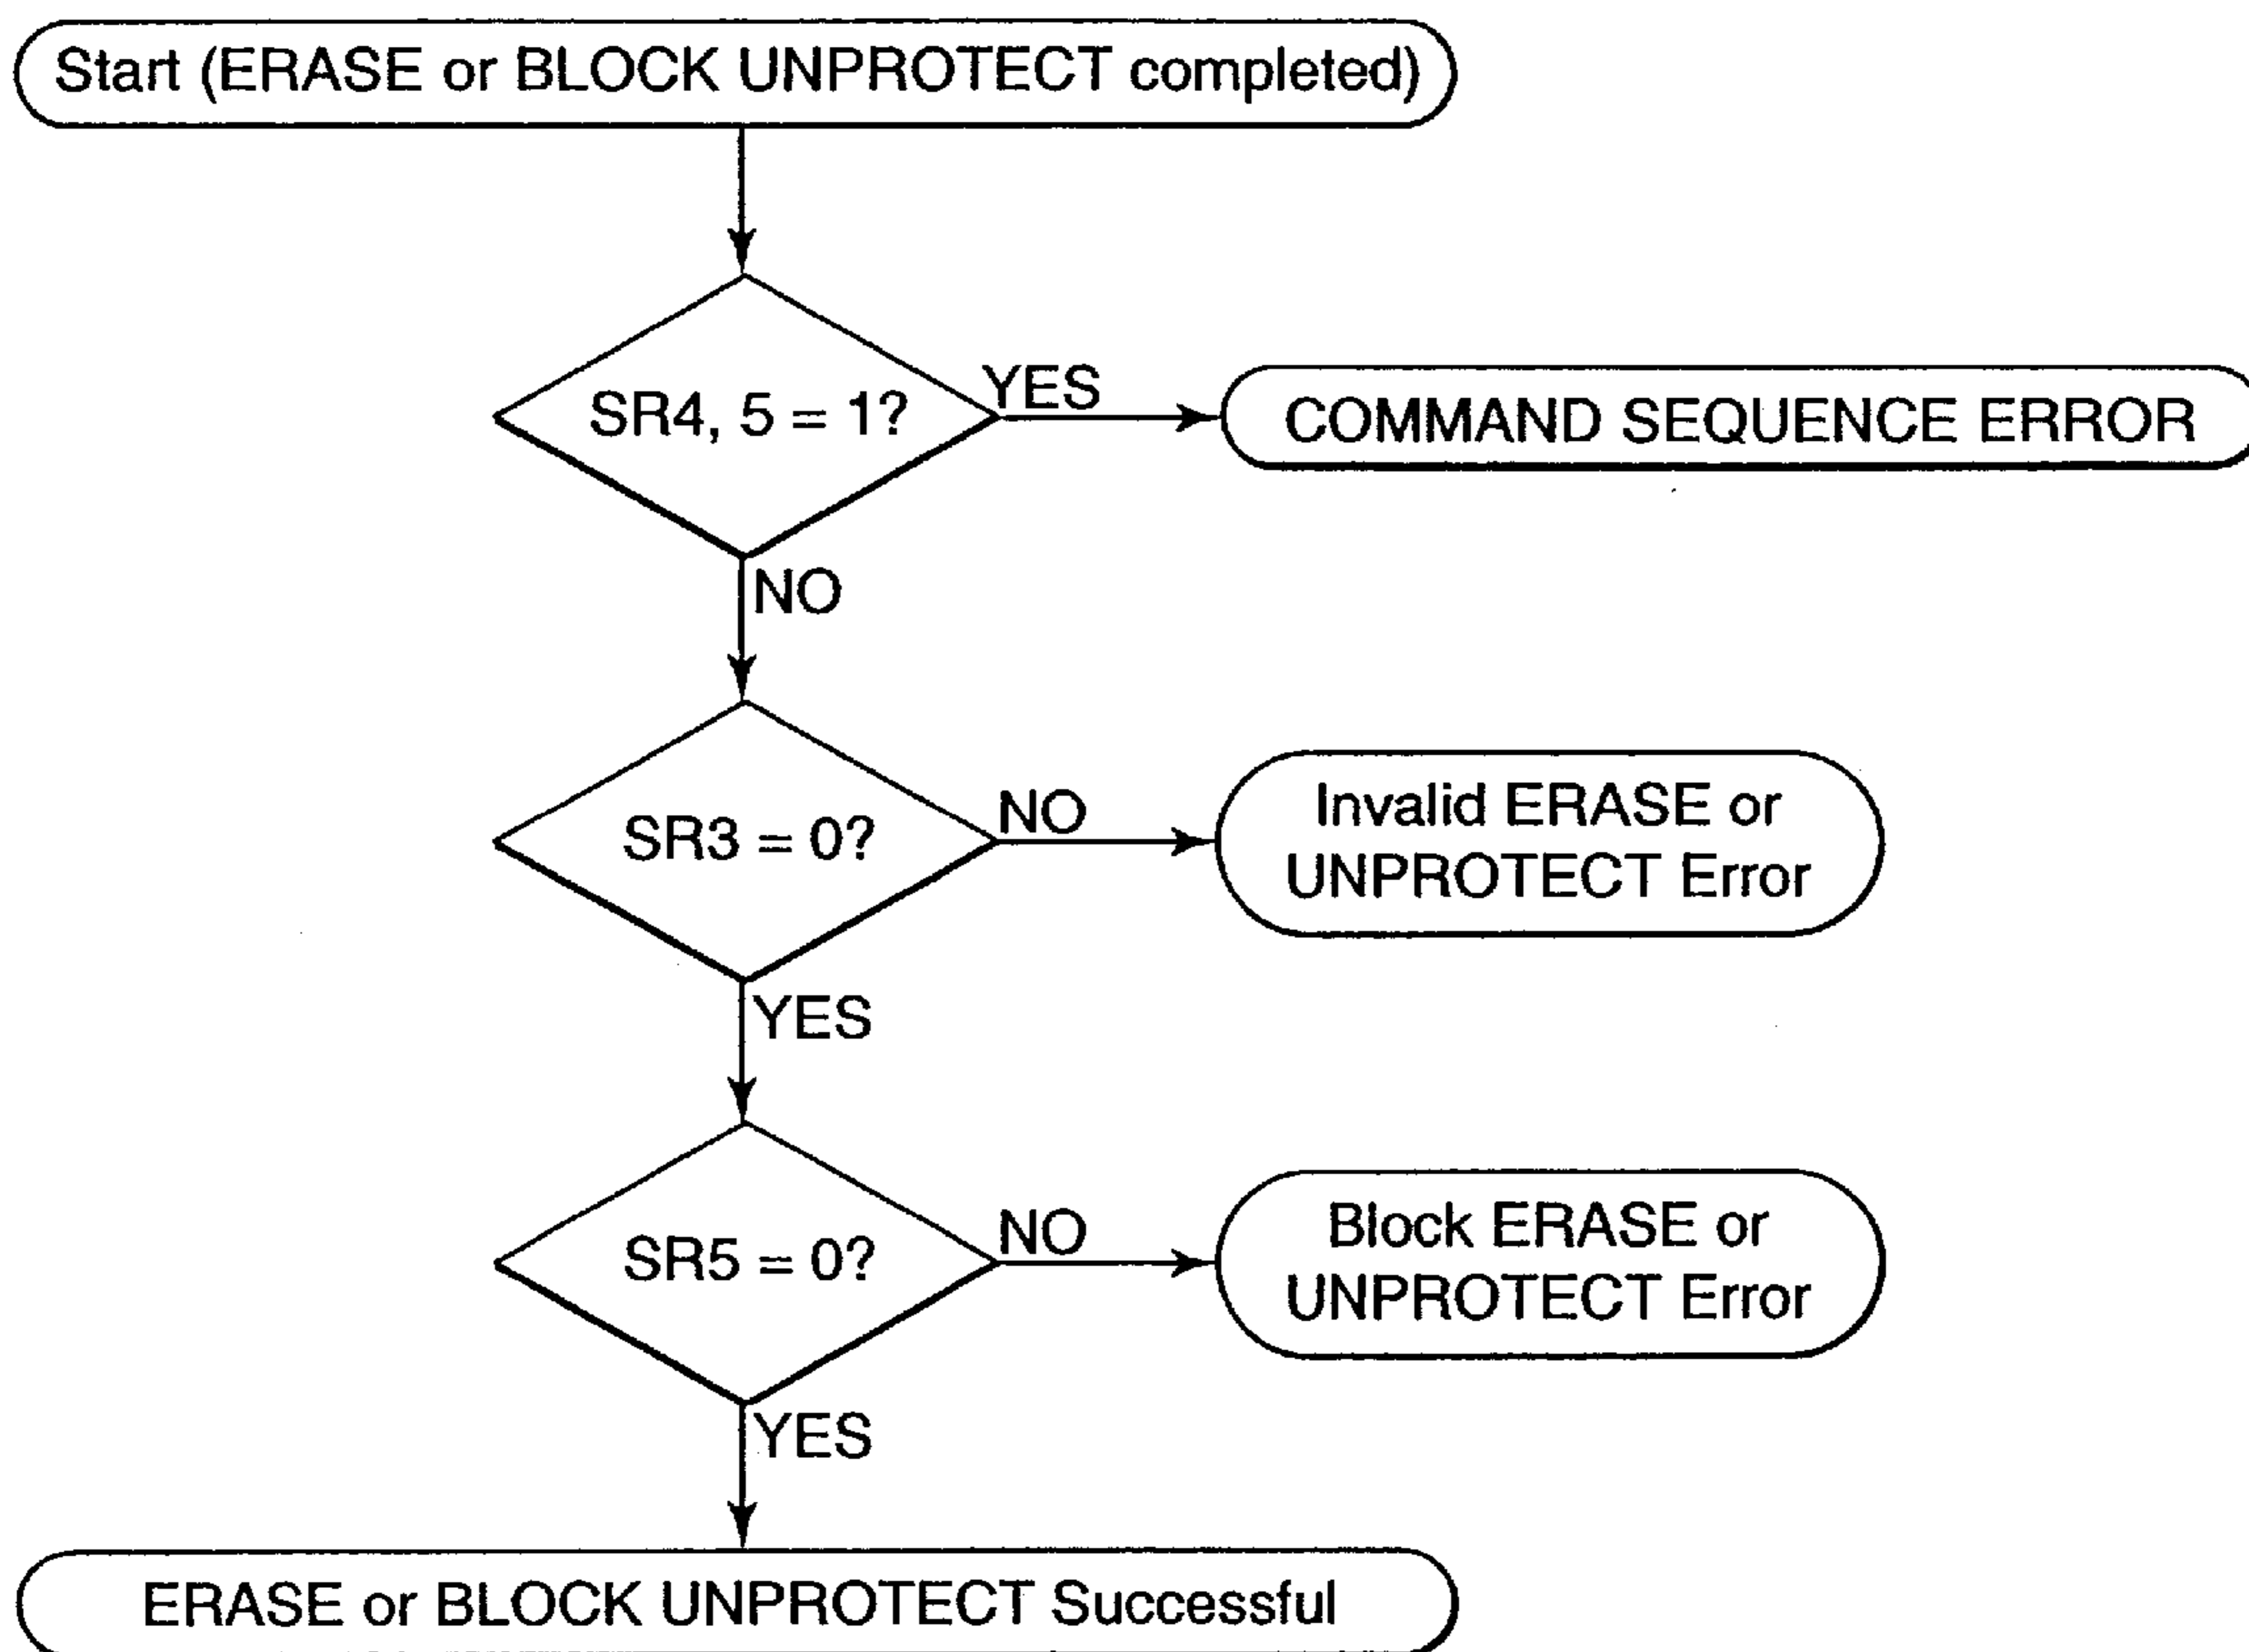 Start (ERASE or BLOCK UNPROTECT completed)
SR4, 5 = 1?
YES
COMMAND SEQUENCE ERROR
NO
SR3 = 0?
NO
Invalid ERASE or
UNPROTECT Error
YES
SR5 = 0?
NO
Block ERASE or
UNPROTECT Error
YES
ERASE or BLOCK UNPROTECT Successful